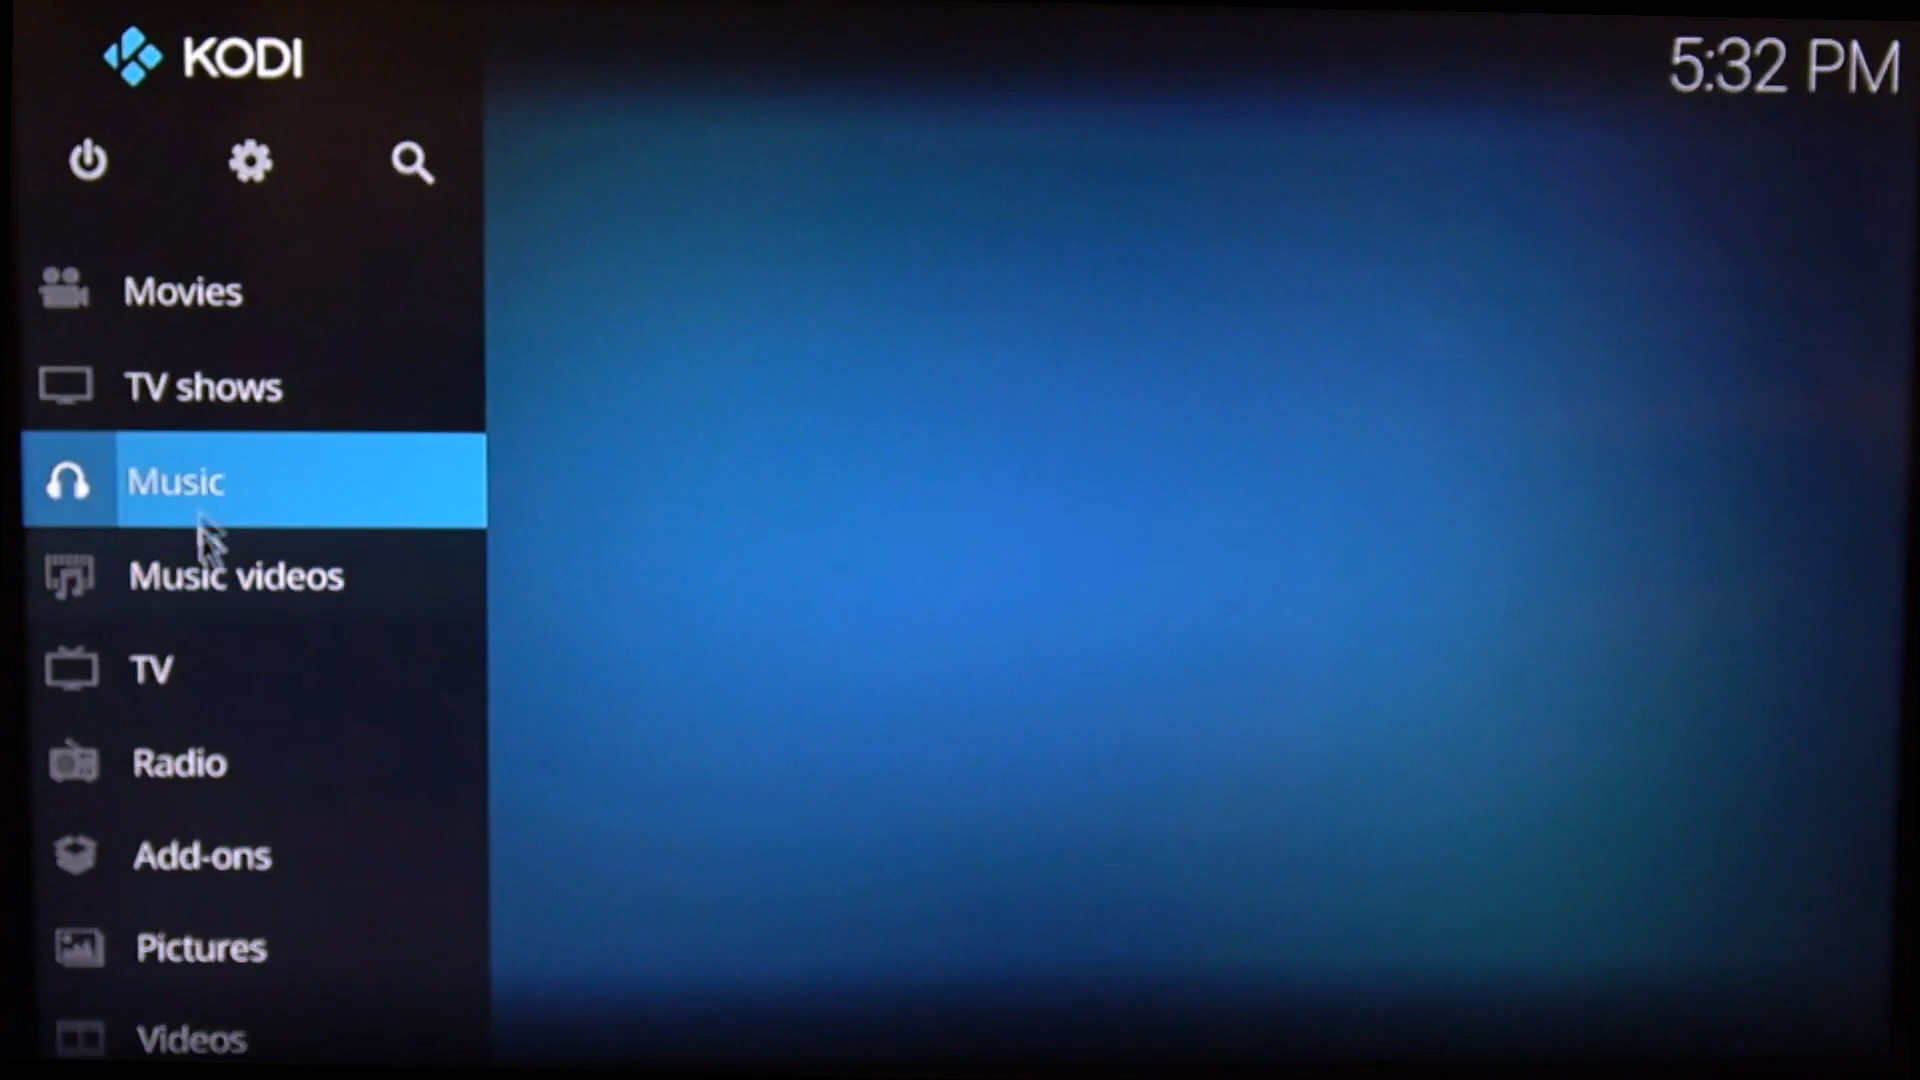 KODI
5:32 PM
Movies
TV shows
Music
Music videos
TV
Radio
Add-ons
Pictures
Videos